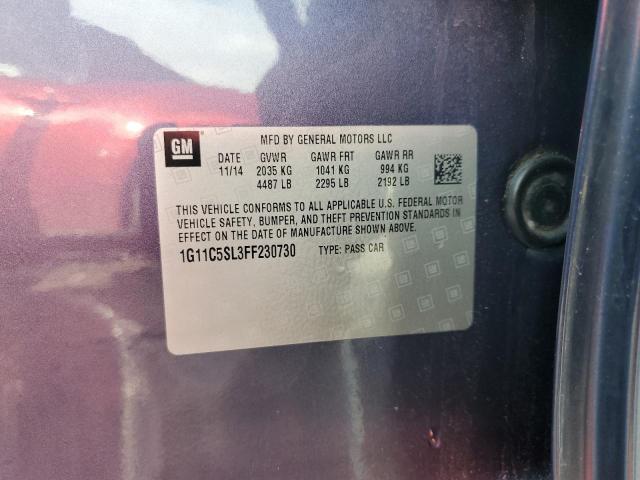 GM
MFD BY GENERAL MOTORS LLC
DATE GVWR GAWR FRT GAWR RR
11/14 2035 KG 1041 KG 994 KG
4487 LB 2295 LB 2192 LB
THIS VEHICLE CONFORMS TO ALL APPLICABLE U.S. FEDERAL MOTOR
VEHICLE SAFETY, BUMPER, AND THEFT PREVENTION STANDARDS IN
EFFECT ON THE DATE OF MANUFACTURE SHOWN ABOVE.
1G11C5SL3FF230730 TYPE: PASS CAR